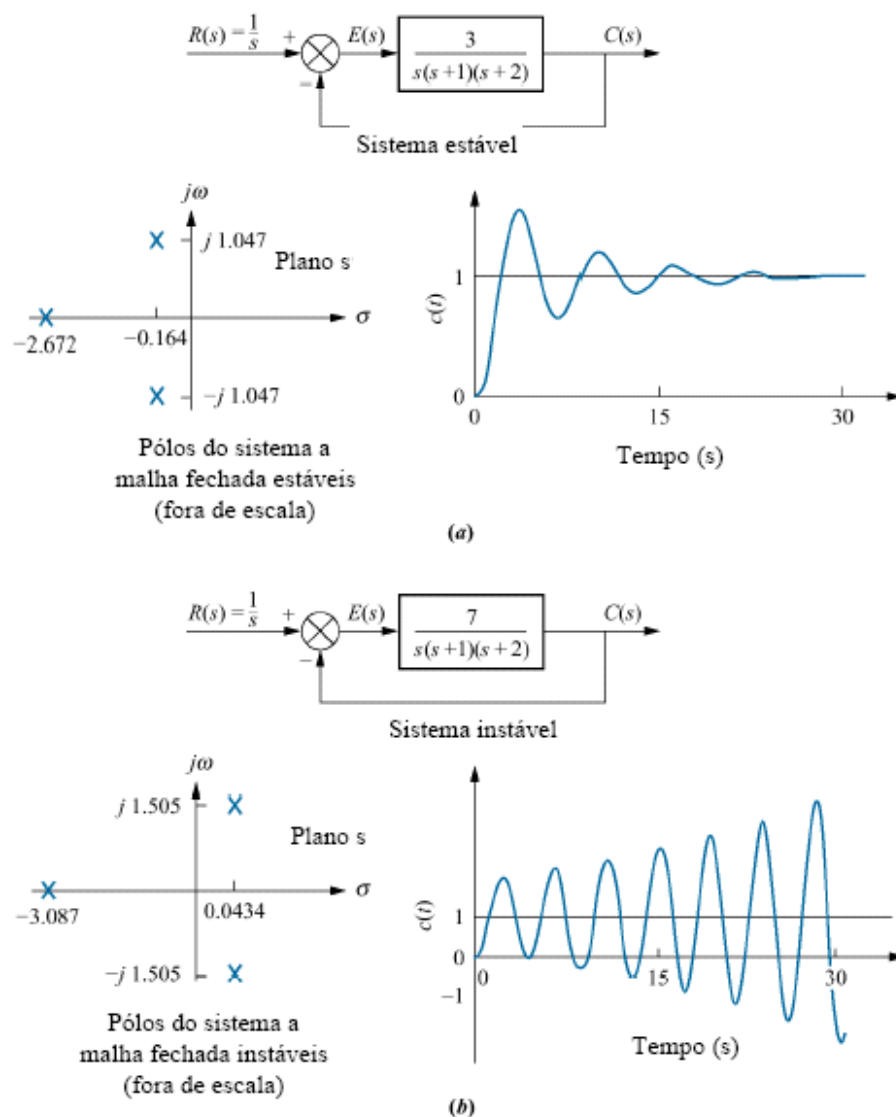 R(s) = 1/s + E(s) 3 C(s)
s(s+1)(s+2)
−
Sistema estável
jω
j 1.047
Plano s
σ
−2.672
−0.164
−j 1.047
Pólos do sistema a
malha fechada estáveis
(fora de escala)
c(t)
1
0
0 15 30
Tempo (s)
(a)
R(s) = 1/s + E(s) 7 C(s)
s(s+1)(s+2)
−
Sistema instável
jω
j 1.505
Plano s
σ
−3.087
0.0434
−j 1.505
Pólos do sistema a
malha fechada instáveis
(fora de escala)
c(t)
1
0
−1
0 15 30
Tempo (s)
(b)